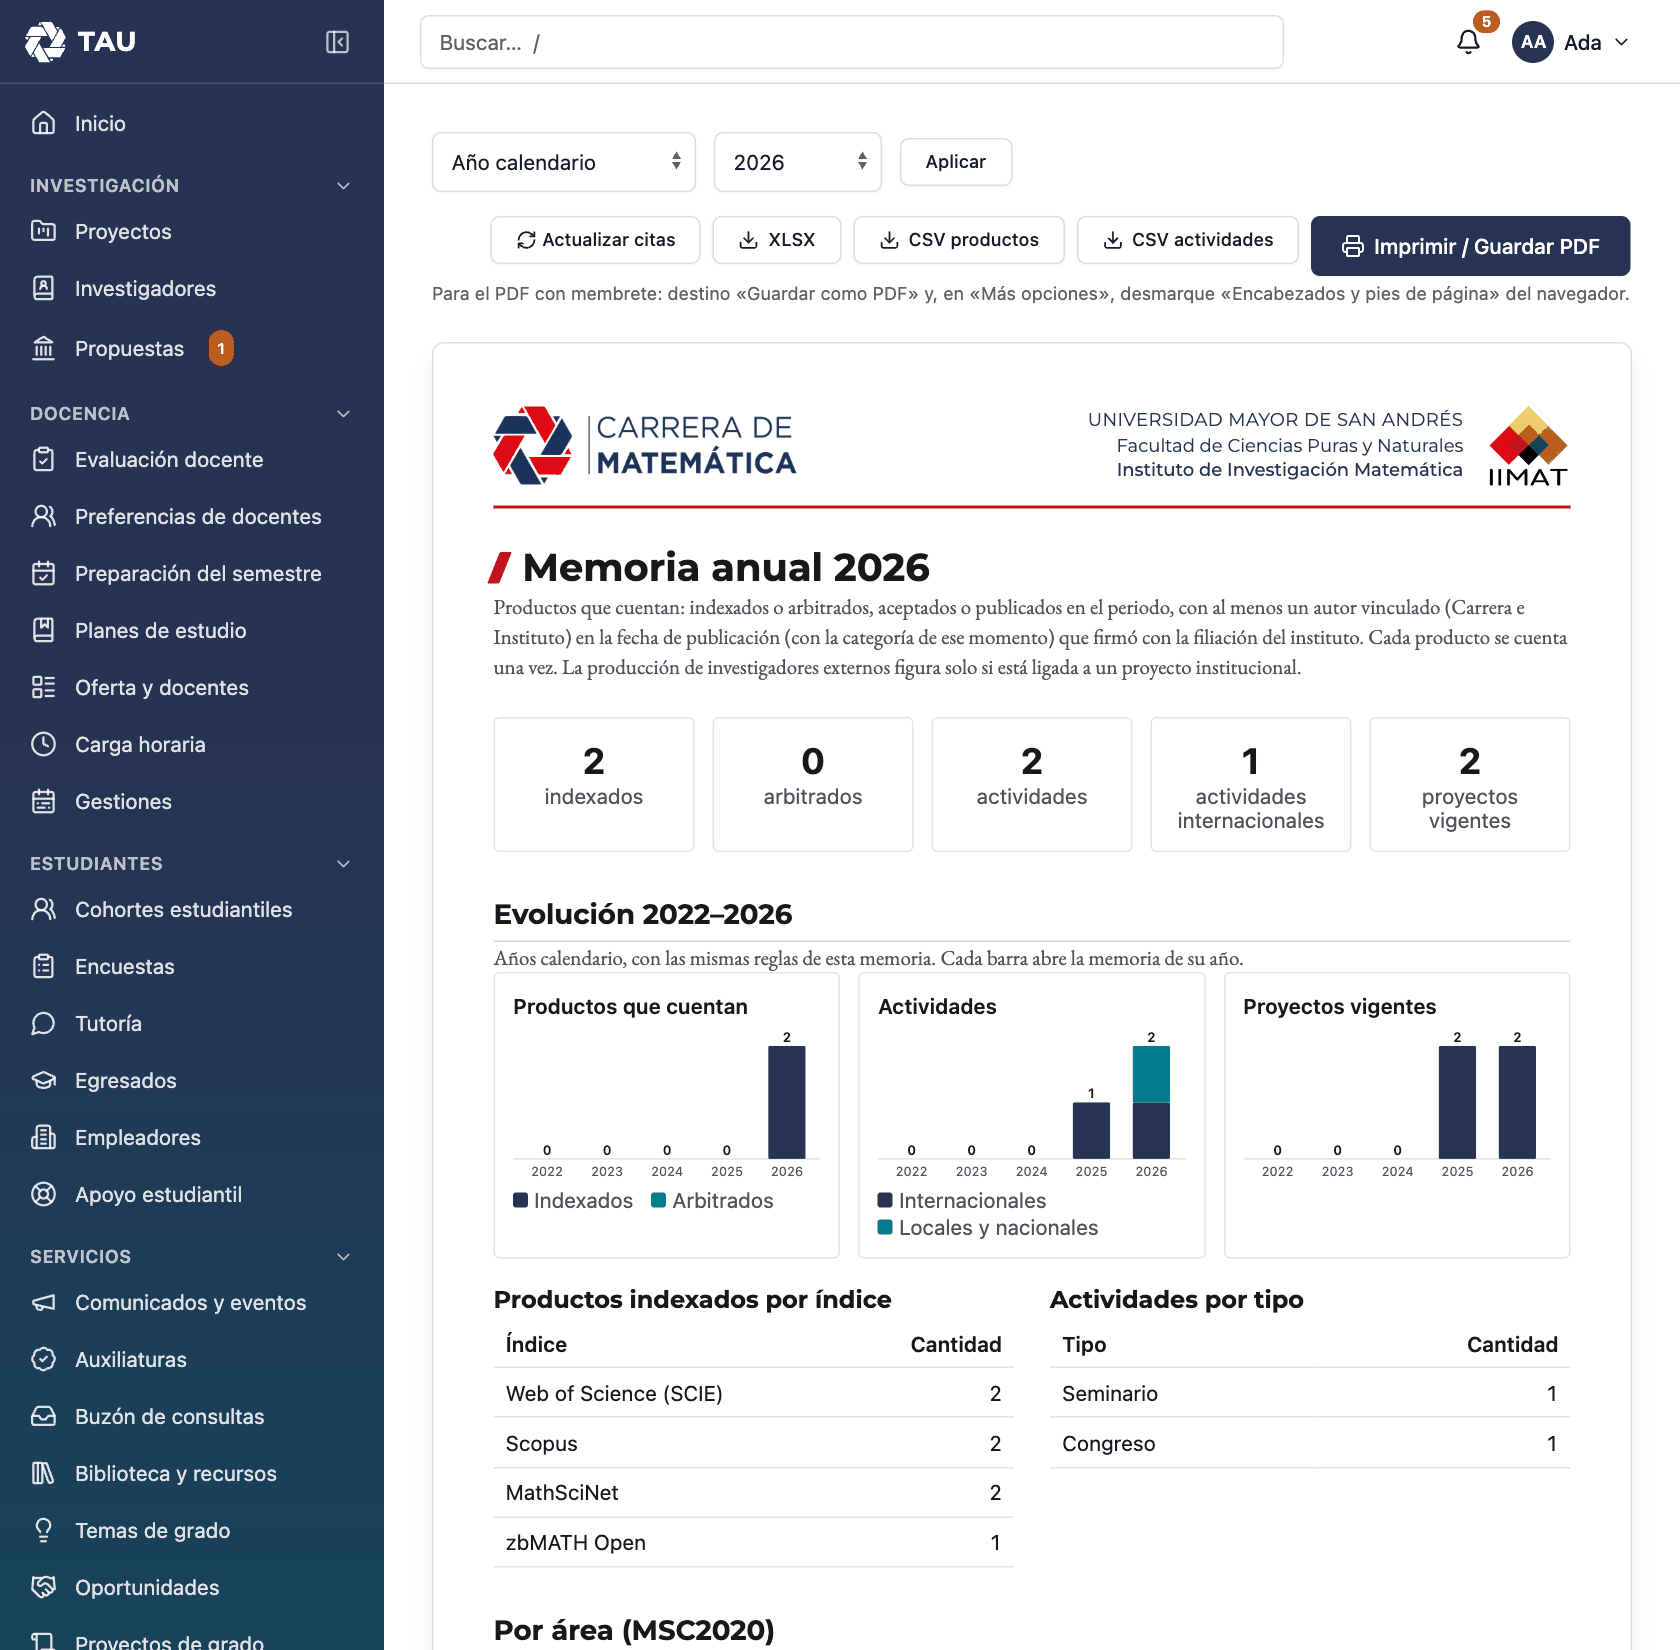 TAU
Buscar... /
5
AA Ada
Inicio
INVESTIGACIÓN
Proyectos
Investigadores
Propuestas 1
DOCENCIA
Evaluación docente
Preferencias de docentes
Preparación del semestre
Planes de estudio
Oferta y docentes
Carga horaria
Gestiones
ESTUDIANTES
Cohortes estudiantiles
Encuestas
Tutoría
Egresados
Empleadores
Apoyo estudiantil
SERVICIOS
Comunicados y eventos
Auxiliaturas
Buzón de consultas
Biblioteca y recursos
Temas de grado
Oportunidades
Proyectos de grado
Año calendario 2026 Aplicar
Actualizar citas XLSX CSV productos CSV actividades Imprimir / Guardar PDF
Para el PDF con membrete: destino «Guardar como PDF» y, en «Más opciones», desmarque «Encabezados y pies de página» del navegador.
CARRERA DE
MATEMÁTICA
UNIVERSIDAD MAYOR DE SAN ANDRÉS
Facultad de Ciencias Puras y Naturales
Instituto de Investigación Matemática
IIMAT
Memoria anual 2026
Productos que cuentan: indexados o arbitrados, aceptados o publicados en el periodo, con al menos un autor vinculado (Carrera e
Instituto) en la fecha de publicación (con la categoría de ese momento) que firmó con la filiación del instituto. Cada producto se cuenta
una vez. La producción de investigadores externos figura solo si está ligada a un proyecto institucional.
2
indexados
0
arbitrados
2
actividades
1
actividades
internacionales
2
proyectos
vigentes
Evolución 2022–2026
Años calendario, con las mismas reglas de esta memoria. Cada barra abre la memoria de su año.
Productos que cuentan
0 0 0 0 2
2022 2023 2024 2025 2026
Indexados Arbitrados
Actividades
0 0 0 1 2
2022 2023 2024 2025 2026
Internacionales
Locales y nacionales
Proyectos vigentes
0 0 0 2 2
2022 2023 2024 2025 2026
Productos indexados por índice
Índice Cantidad
Web of Science (SCIE) 2
Scopus 2
MathSciNet 2
zbMATH Open 1
Actividades por tipo
Tipo Cantidad
Seminario 1
Congreso 1
Por área (MSC2020)